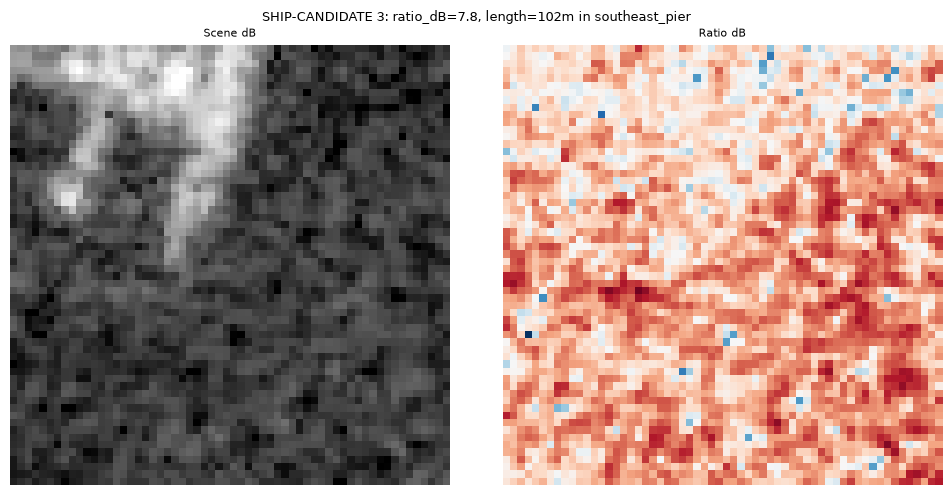 SHIP-CANDIDATE 3: ratio_dB=7.8, length=102m in southeast_pier
Scene dB
Ratio dB